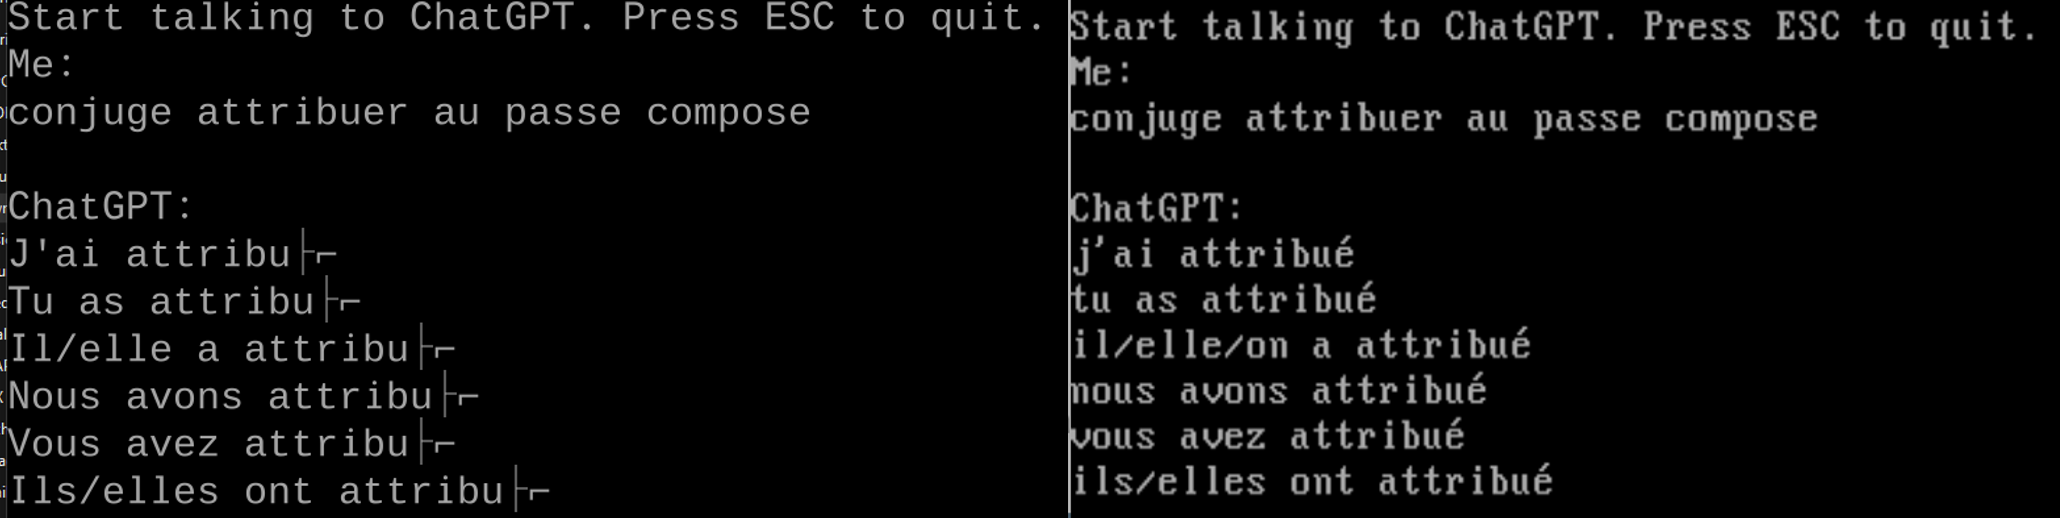 Start talking to ChatGPT. Press ESC to quit.
Me:
conjuge attribuer au passe compose
ChatGPT:
J'ai attribu├⌐
Tu as attribu├⌐
Il/elle a attribu├⌐
Nous avons attribu├⌐
Vous avez attribu├⌐
Ils/elles ont attribu├⌐
Start talking to ChatGPT. Press ESC to quit.
Me:
conjuge attribuer au passe compose
ChatGPT:
j'ai attribué
tu as attribué
il/elle/on a attribué
nous avons attribué
vous avez attribué
ils/elles ont attribué